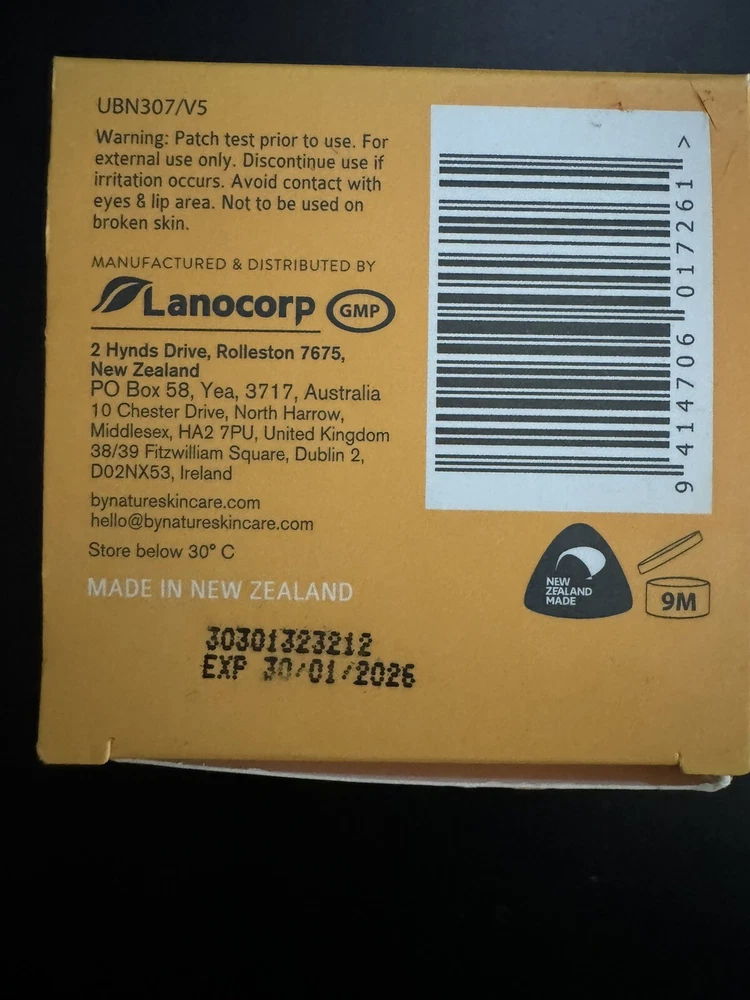 UBN307/V5
Warning: Patch test prior to use. For
external use only. Discontinue use if
irritation occurs. Avoid contact with
eyes & lip area. Not to be used on
broken skin.
MANUFACTURED & DISTRIBUTED BY
Lanocorp GMP
2 Hynds Drive, Rolleston 7675,
New Zealand
PO Box 58, Yea, 3717, Australia
10 Chester Drive, North Harrow,
Middlesex, HA2 7PU, United Kingdom
38/39 Fitzwilliam Square, Dublin 2,
D02NX53, Ireland
bynatureskincare.com
hello@bynatureskincare.com
Store below 30° C
MADE IN NEW ZEALAND
30301323212
EXP 30/01/2026
9 414706 017261 >
NEW
ZEALAND
MADE
9M